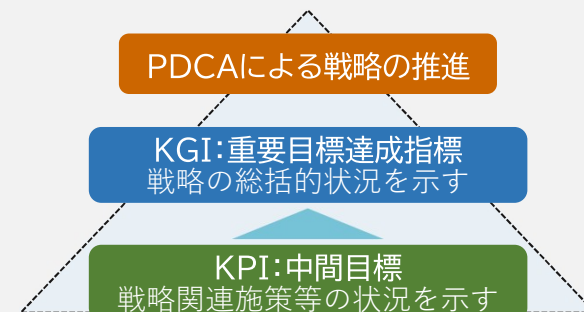 PDCAによる戦略の推進
KGI:重要目標達成指標
戦略の総括的状況を示す
KPI:中間目標
戦略関連施策等の状況を示す